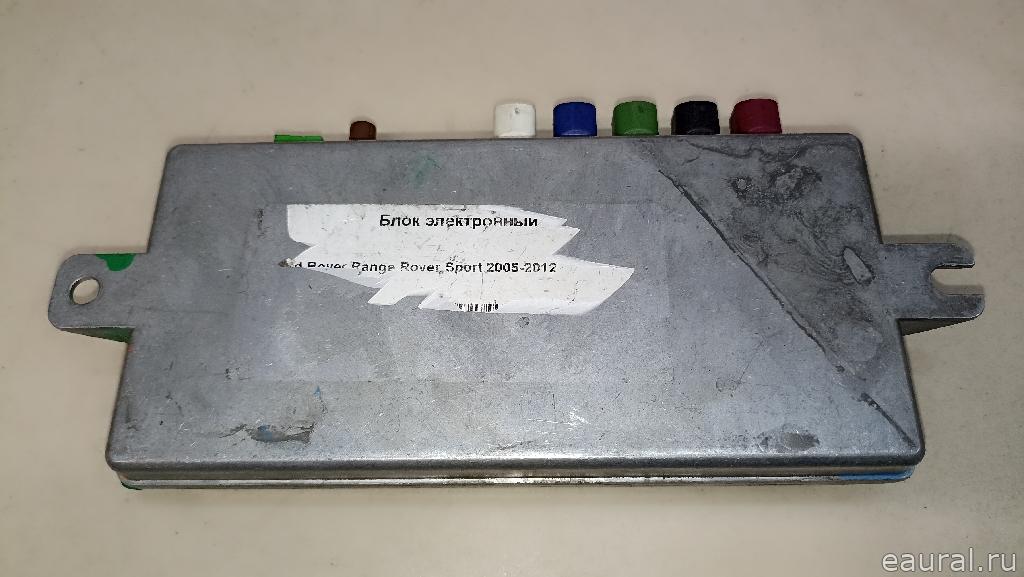 Блок электронный
d Rover Range Rover Sport 2005-2012
eaural.ru